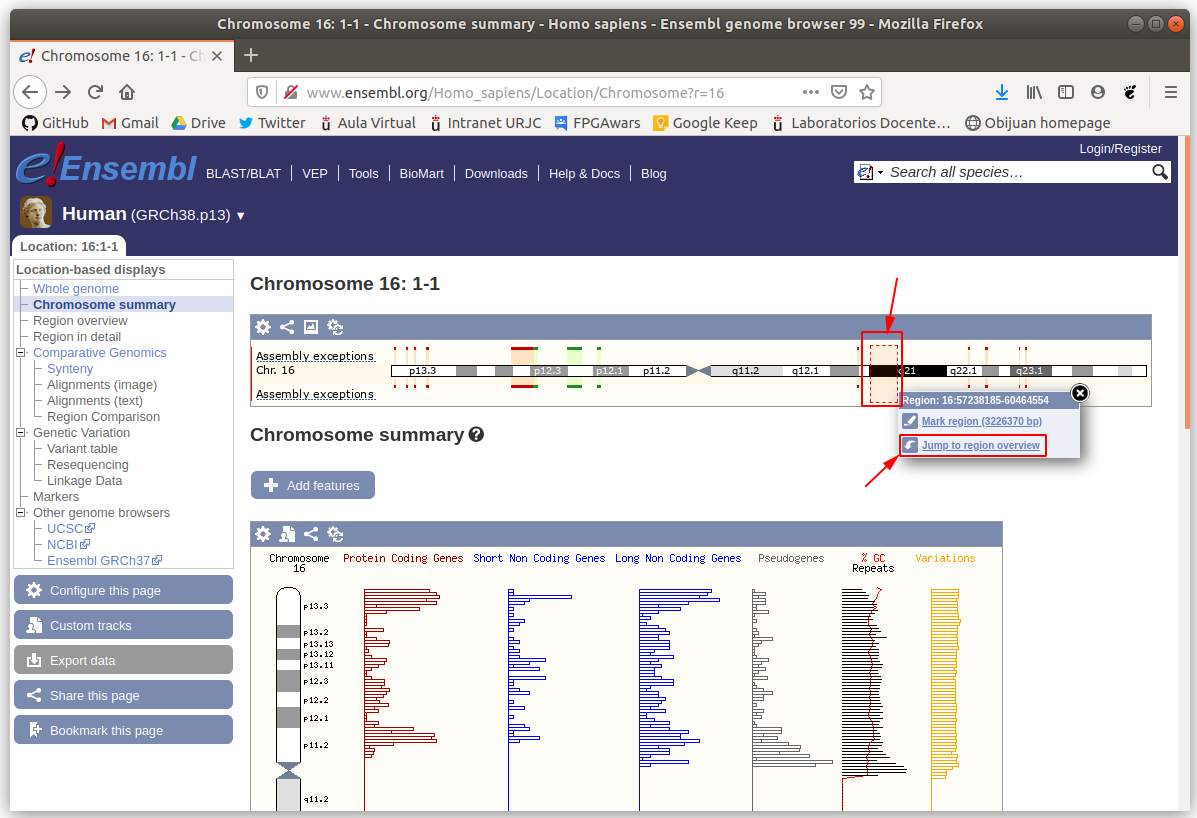 Chromosome 16: 1-1 - Chromosome summary - Homo sapiens - Ensembl genome browser 99 - Mozilla Firefox
Chromosome 16: 1-1 - Ch
www.ensembl.org/Homo_sapiens/Location/Chromosome?r=16
GitHub Gmail Drive Twitter Aula Virtual Intranet URJC FPGAwars Google Keep Laboratorios Docente… Obijuan homepage
Login/Register
e!Ensembl BLAST/BLAT VEP Tools BioMart Downloads Help & Docs Blog
Search all species…
Human (GRCh38.p13) ▼
Location: 16:1-1
Location-based displays
Whole genome
Chromosome summary
Region overview
Region in detail
Comparative Genomics
Synteny
Alignments (image)
Alignments (text)
Region Comparison
Genetic Variation
Variant table
Resequencing
Linkage Data
Markers
Other genome browsers
UCSC
NCBI
Ensembl GRCh37
Configure this page
Custom tracks
Export data
Share this page
Bookmark this page
Chromosome 16: 1-1
Assembly exceptions
Chr. 16 p13.3 p12.3 p12.1 p11.2 q11.2 q12.1 q21 q22.1 q23.1
Assembly exceptions
Region: 16:57238185-60464554
Mark region (3226370 bp)
Jump to region overview
Chromosome summary
Add features
Chromosome Protein Coding Genes Short Non Coding Genes Long Non Coding Genes Pseudogenes % GC Variations
16 Repeats
p13.3
p13.2
p13.13
p13.12
p13.11
p12.3
p12.2
p12.1
p11.2
q11.2